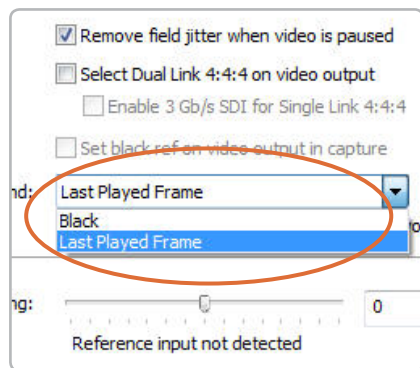 Remove field jitter when video is paused
Select Dual Link 4:4:4 on video output
Enable 3 Gb/s SDI for Single Link 4:4:4
Set black ref on video output in capture
nd: Last Played Frame
Black
Last Played Frame
ng: 0
Reference input not detected